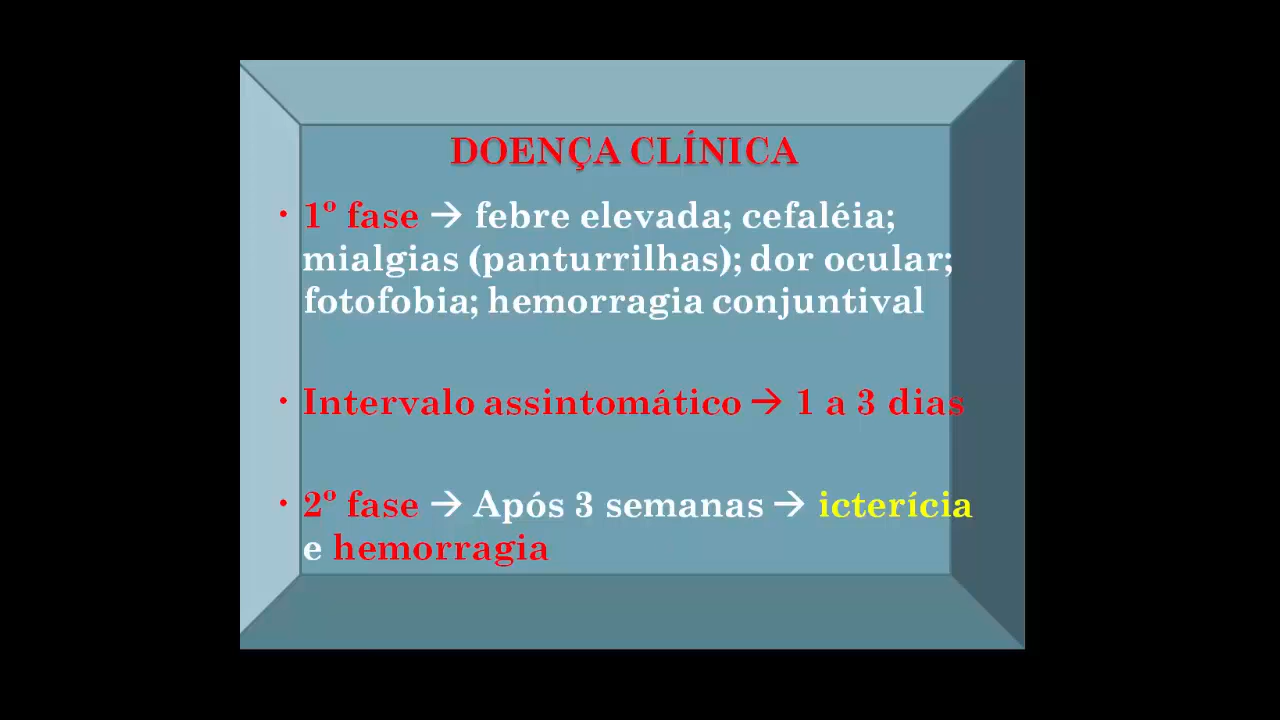 DOENÇA CLÍNICA
• 1º fase → febre elevada; cefaléia;
mialgias (panturrilhas); dor ocular;
fotofobia; hemorragia conjuntival
• Intervalo assintomático → 1 a 3 dias
• 2º fase → Após 3 semanas → icterícia
e hemorragia